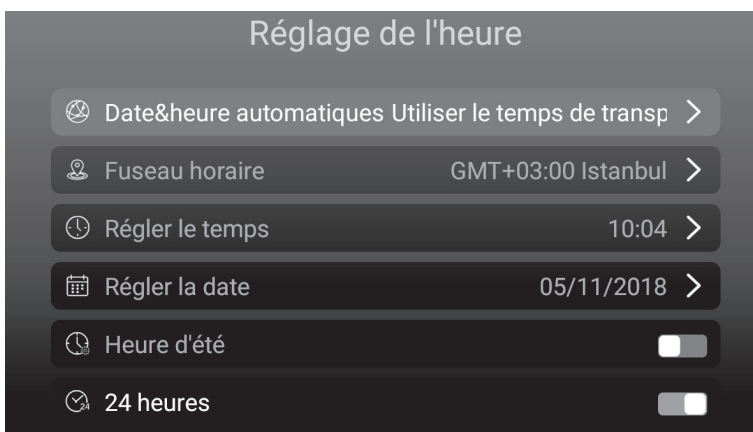 Réglage de l'heure
Date&heure automatiques Utiliser le temps de transp
Fuseau horaire GMT+03:00 Istanbul
Régler le temps 10:04
Régler la date 05/11/2018
Heure d'été
24 heures